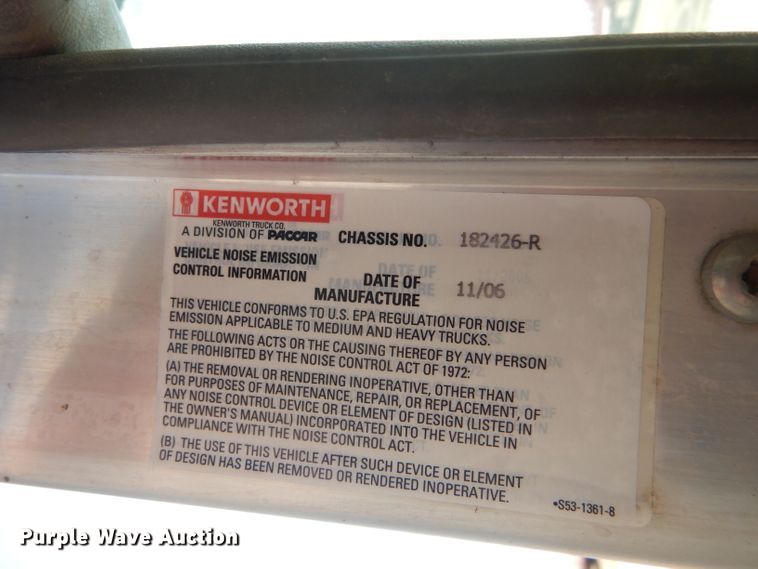 KENWORTH
KENWORTH TRUCK CO.
A DIVISION OF PACCAR
CHASSIS NO. 182426-R
VEHICLE NOISE EMISSION
CONTROL INFORMATION
DATE OF
MANUFACTURE 11/06
THIS VEHICLE CONFORMS TO U.S. EPA REGULATION FOR NOISE
EMISSION APPLICABLE TO MEDIUM AND HEAVY TRUCKS.
THE FOLLOWING ACTS OR THE CAUSING THEREOF BY ANY PERSON
ARE PROHIBITED BY THE NOISE CONTROL ACT OF 1972:
(A) THE REMOVAL OR RENDERING INOPERATIVE, OTHER THAN
FOR PURPOSES OF MAINTENANCE, REPAIR, OR REPLACEMENT, OF
ANY NOISE CONTROL DEVICE OR ELEMENT OF DESIGN (LISTED IN
THE OWNER'S MANUAL) INCORPORATED INTO THE VEHICLE IN
COMPLIANCE WITH THE NOISE CONTROL ACT.
(B) THE USE OF THIS VEHICLE AFTER SUCH DEVICE OR ELEMENT
OF DESIGN HAS BEEN REMOVED OR RENDERED INOPERATIVE.
•S53-1361-8
Purple Wave Auction